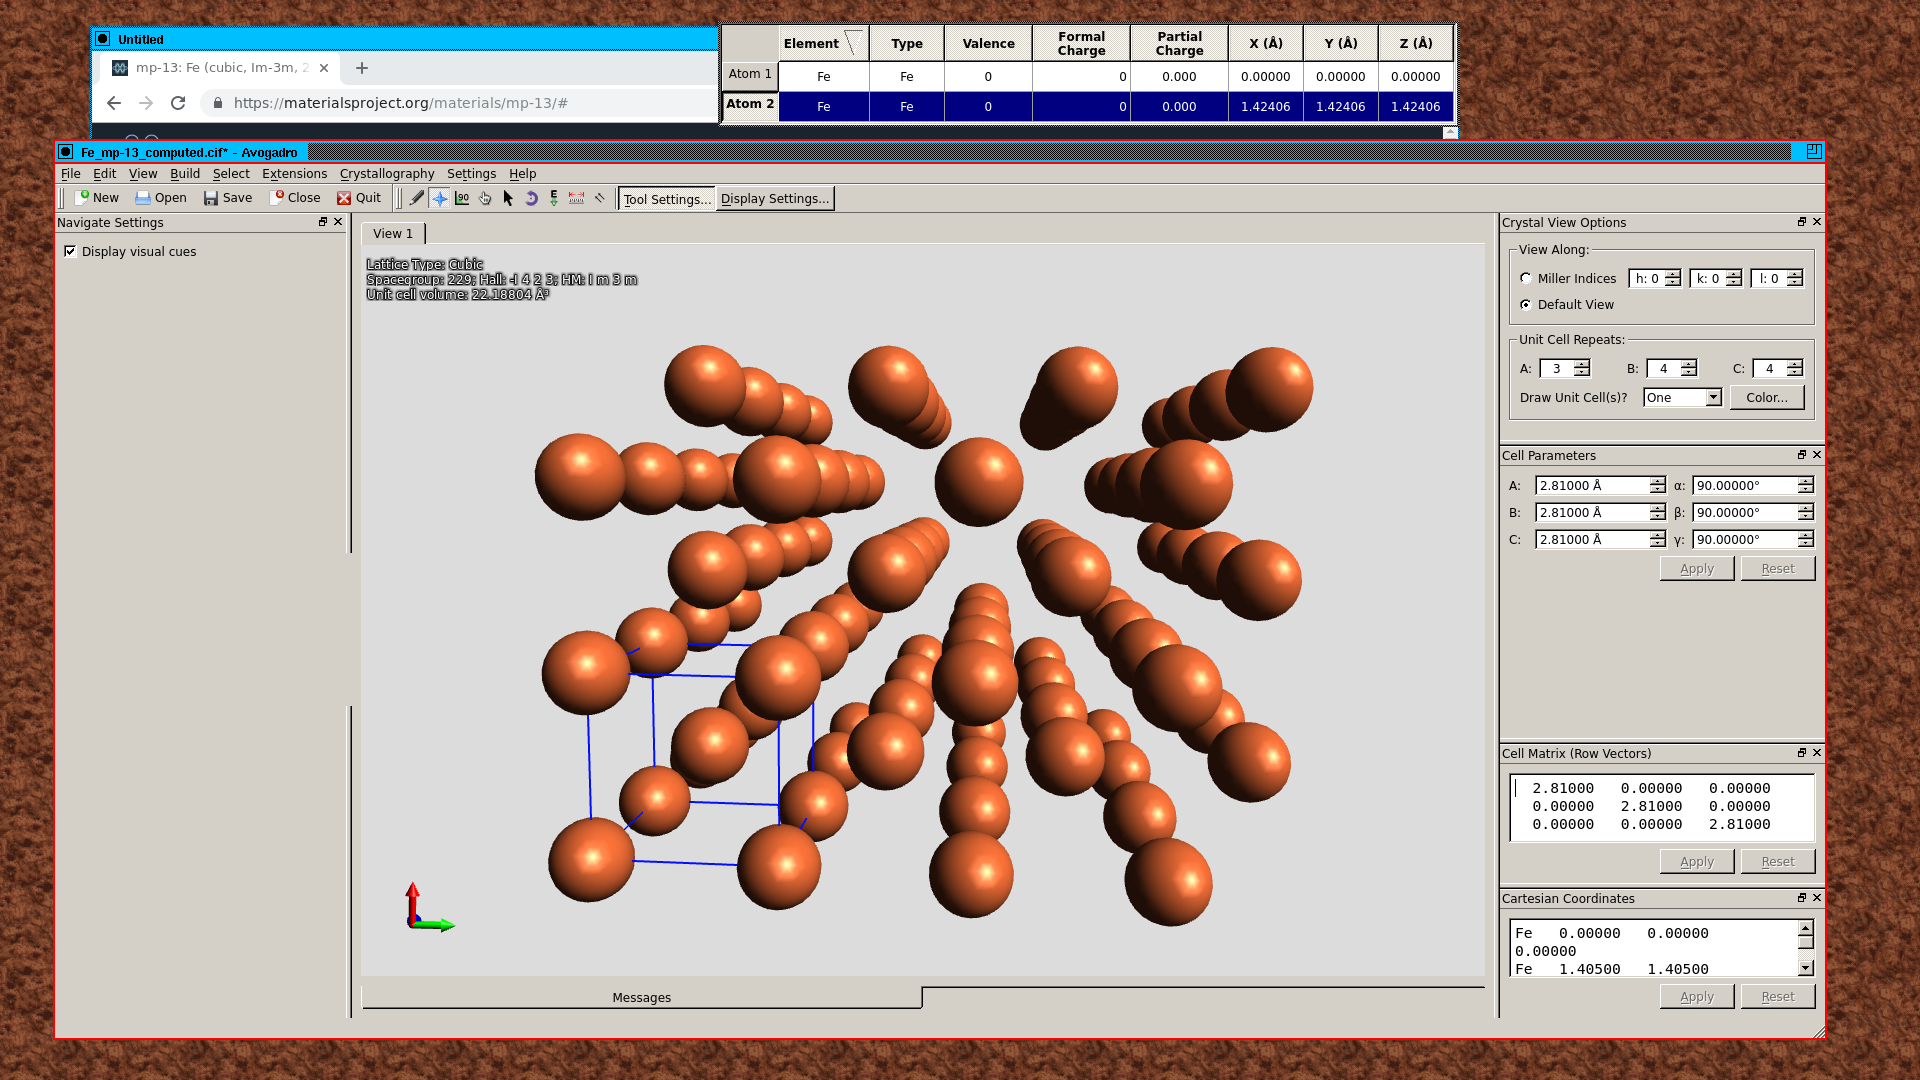 Untitled
mp-13: Fe (cubic, Im-3m, 2
https://materialsproject.org/materials/mp-13/#
Element Type Valence Formal Charge Partial Charge X (Å) Y (Å) Z (Å)
Atom 1 Fe Fe 0 0 0.000 0.00000 0.00000 0.00000
Atom 2 Fe Fe 0 0 0.000 1.42406 1.42406 1.42406
Fe_mp-13_computed.cif* - Avogadro
File Edit View Build Select Extensions Crystallography Settings Help
New Open Save Close Quit 90 E Tool Settings... Display Settings...
Navigate Settings
Display visual cues
View 1
Lattice Type: Cubic
Spacegroup: 229; Hall: -I 4 2 3; HM: I m 3 m
Unit cell volume: 22.18804 Å³
Messages
Crystal View Options
View Along:
Miller Indices h: 0 k: 0 l: 0
Default View
Unit Cell Repeats:
A: 3 B: 4 C: 4
Draw Unit Cell(s)? One Color...
Cell Parameters
A: 2.81000 Å α: 90.00000°
B: 2.81000 Å β: 90.00000°
C: 2.81000 Å γ: 90.00000°
Apply Reset
Cell Matrix (Row Vectors)
2.81000 0.00000 0.00000
0.00000 2.81000 0.00000
0.00000 0.00000 2.81000
Apply Reset
Cartesian Coordinates
Fe 0.00000 0.00000
0.00000
Fe 1.40500 1.40500
Apply Reset